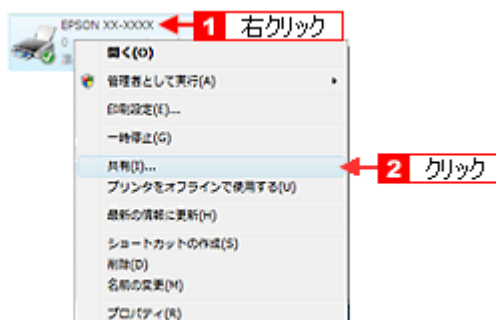 EPSON XX-XXXX
1 右クリック
0
開く(O)
管理者として実行(A)
印刷設定(E)...
一時停止(G)
共有(I)...
2 クリック
プリンタをオフラインで使用する(U)
最新の情報に更新(H)
ショートカットの作成(S)
削除(D)
名前の変更(M)
プロパティ(R)